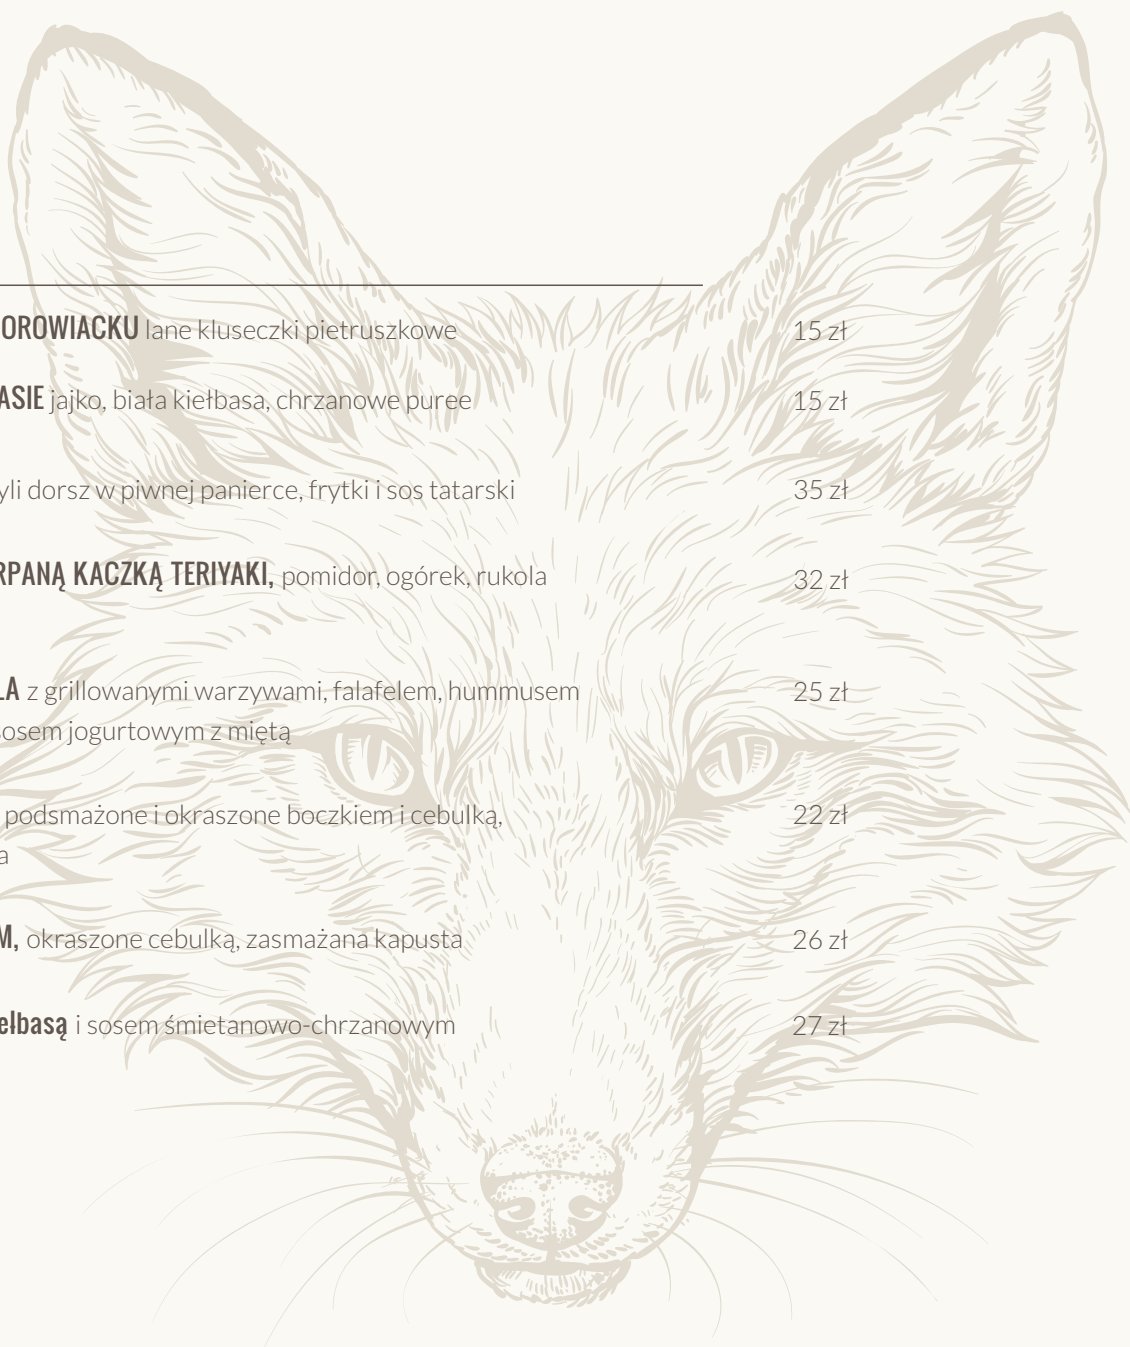 OROWIACKU lane kluseczki pietruszkowe 15 zł
ASIE jajko, biała kiełbasa, chrzanowe puree 15 zł
yli dorsz w piwnej panierce, frytki i sos tatarski 35 zł
RPANĄ KACZKĄ TERIYAKI, pomidor, ogórek, rukola 32 zł
LA z grillowanymi warzywami, falafelem, hummusem 25 zł
sosem jogurtowym z miętą
podsmażone i okraszone boczkiem i cebulką, 22 zł
a
M, okraszone cebulką, zasmażana kapusta 26 zł
ełbasą i sosem śmietanowo-chrzanowym 27 zł